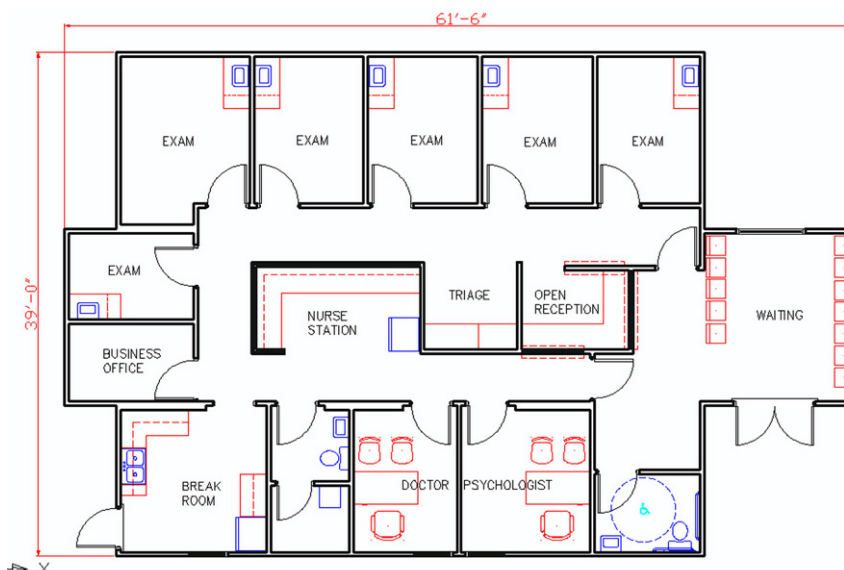 61'-6"
EXAM
EXAM
EXAM
EXAM
EXAM
EXAM
39'-0"
NURSE
STATION
TRIAGE
OPEN
RECEPTION
WAITING
BUSINESS
OFFICE
BREAK
ROOM
DOCTOR
PSYCHOLOGIST